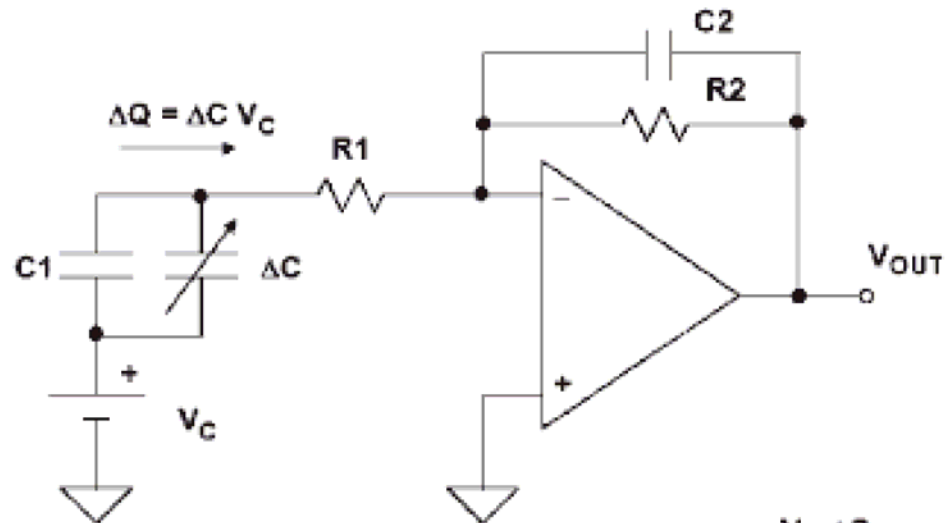 C2
R2
ΔQ = ΔC V_C
R1
C1
ΔC
−
+
V_OUT
+
V_C